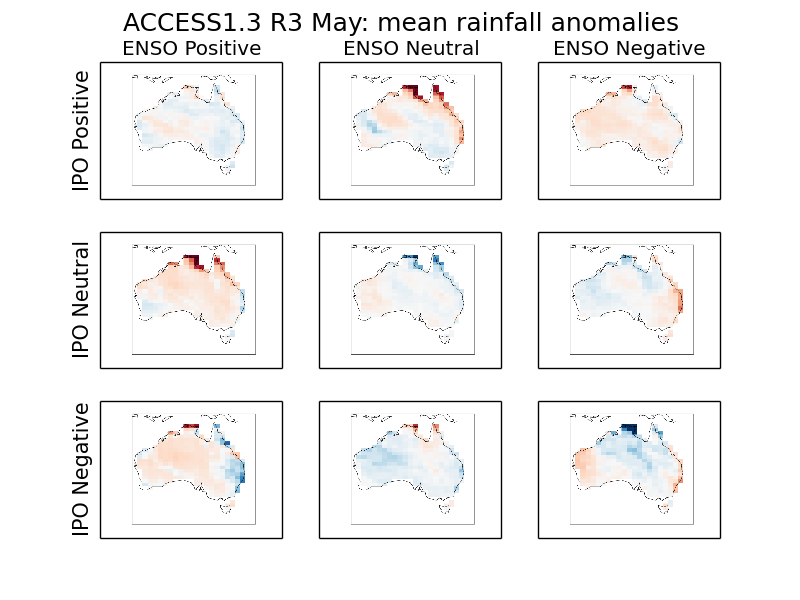 ACCESS1.3 R3 May: mean rainfall anomalies
ENSO Positive
ENSO Neutral
ENSO Negative
IPO Positive
IPO Neutral
IPO Negative